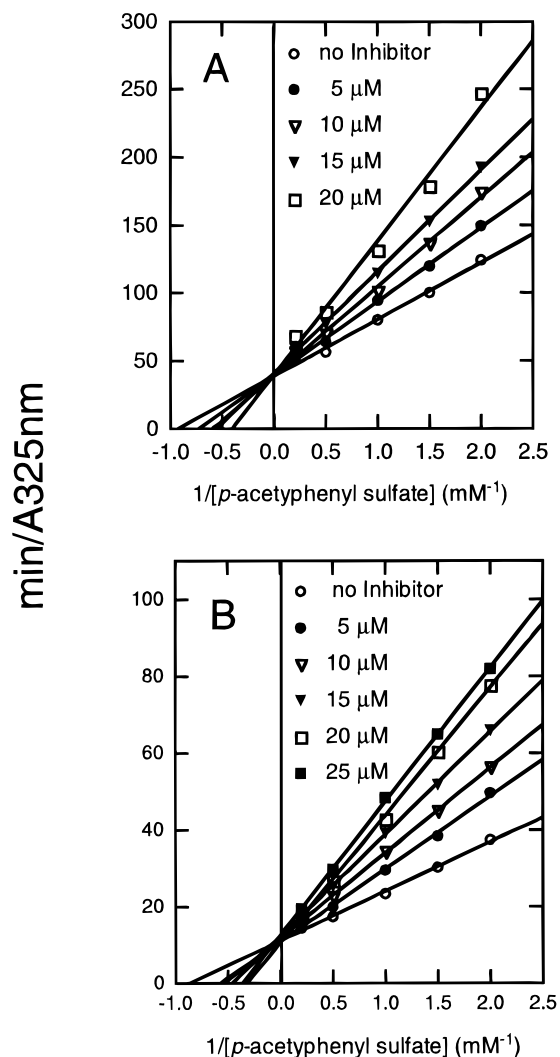 min/A325nm
300
250
200
150
100
50
0
A
no Inhibitor
5 μM
10 μM
15 μM
20 μM
-1.0 -0.5 0.0 0.5 1.0 1.5 2.0 2.5
1/[p-acetyphenyl sulfate] (mM⁻¹)
100
80
60
40
20
0
B
no Inhibitor
5 μM
10 μM
15 μM
20 μM
25 μM
-1.0 -0.5 0.0 0.5 1.0 1.5 2.0 2.5
1/[p-acetyphenyl sulfate] (mM⁻¹)